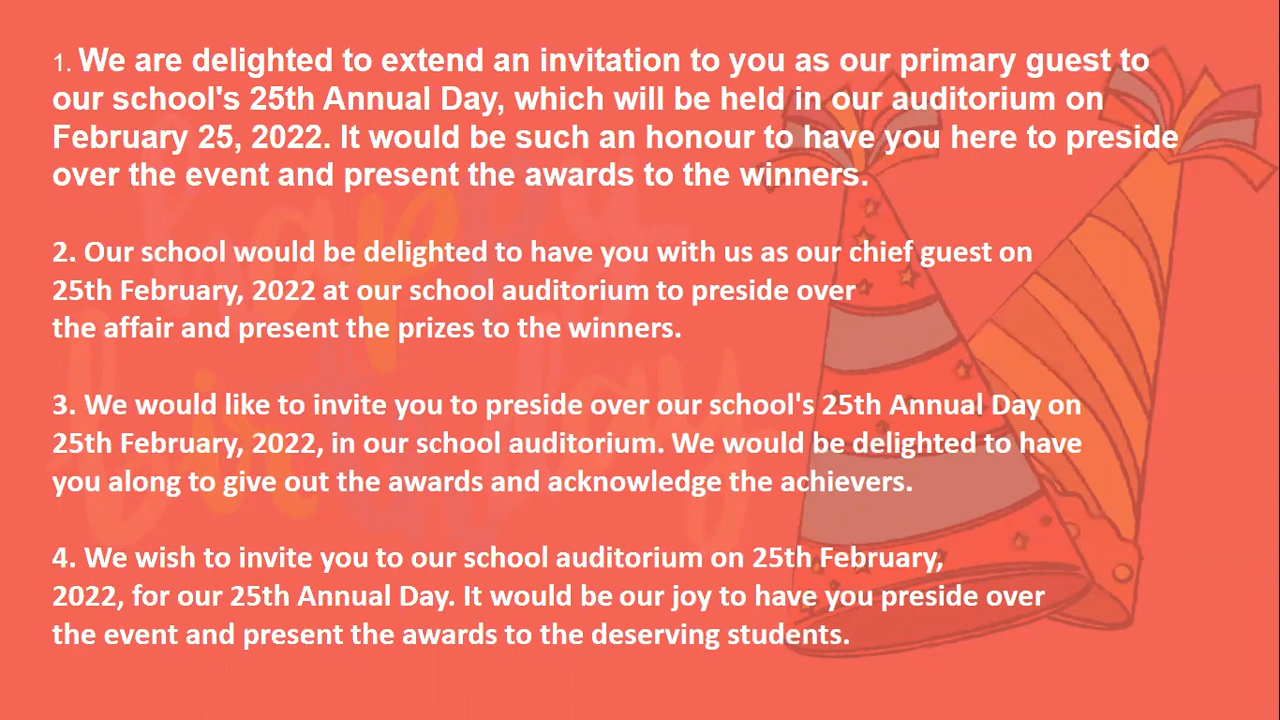 1. We are delighted to extend an invitation to you as our primary guest to
our school's 25th Annual Day, which will be held in our auditorium on
February 25, 2022. It would be such an honour to have you here to preside
over the event and present the awards to the winners.
2. Our school would be delighted to have you with us as our chief guest on
25th February, 2022 at our school auditorium to preside over
the affair and present the prizes to the winners.
3. We would like to invite you to preside over our school's 25th Annual Day on
25th February, 2022, in our school auditorium. We would be delighted to have
you along to give out the awards and acknowledge the achievers.
4. We wish to invite you to our school auditorium on 25th February,
2022, for our 25th Annual Day. It would be our joy to have you preside over
the event and present the awards to the deserving students.
happy
birthday